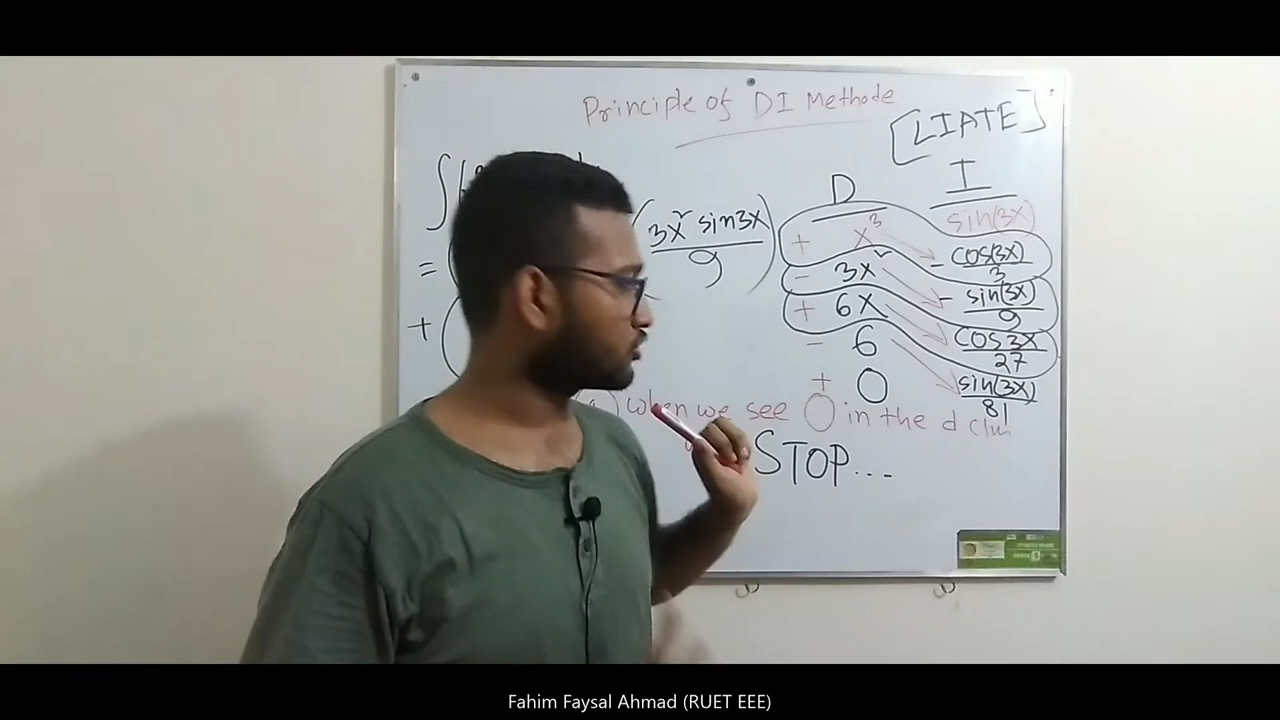 Principle of DI Methode
[LIATE]
D I
sin(3x)
+ x³ - cos(3x)/3
- 3x² - sin(3x)/9
+ 6x cos3x/27
- 6 sin(3x)/81
+ 0
∫
= 3x² sin3x/9)
+
when we see 0 in the d clm
STOP...
Fahim Faysal Ahmad (RUET EEE)